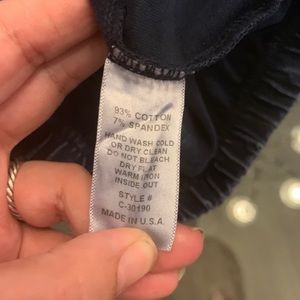 93% COTTON
7% SPANDEX
HAND WASH COLD
OR DRY CLEAN
DO NOT BLEACH
DRY FLAT
WARM IRON
INSIDE OUT
STYLE #
C-30190
MADE IN U.S.A.